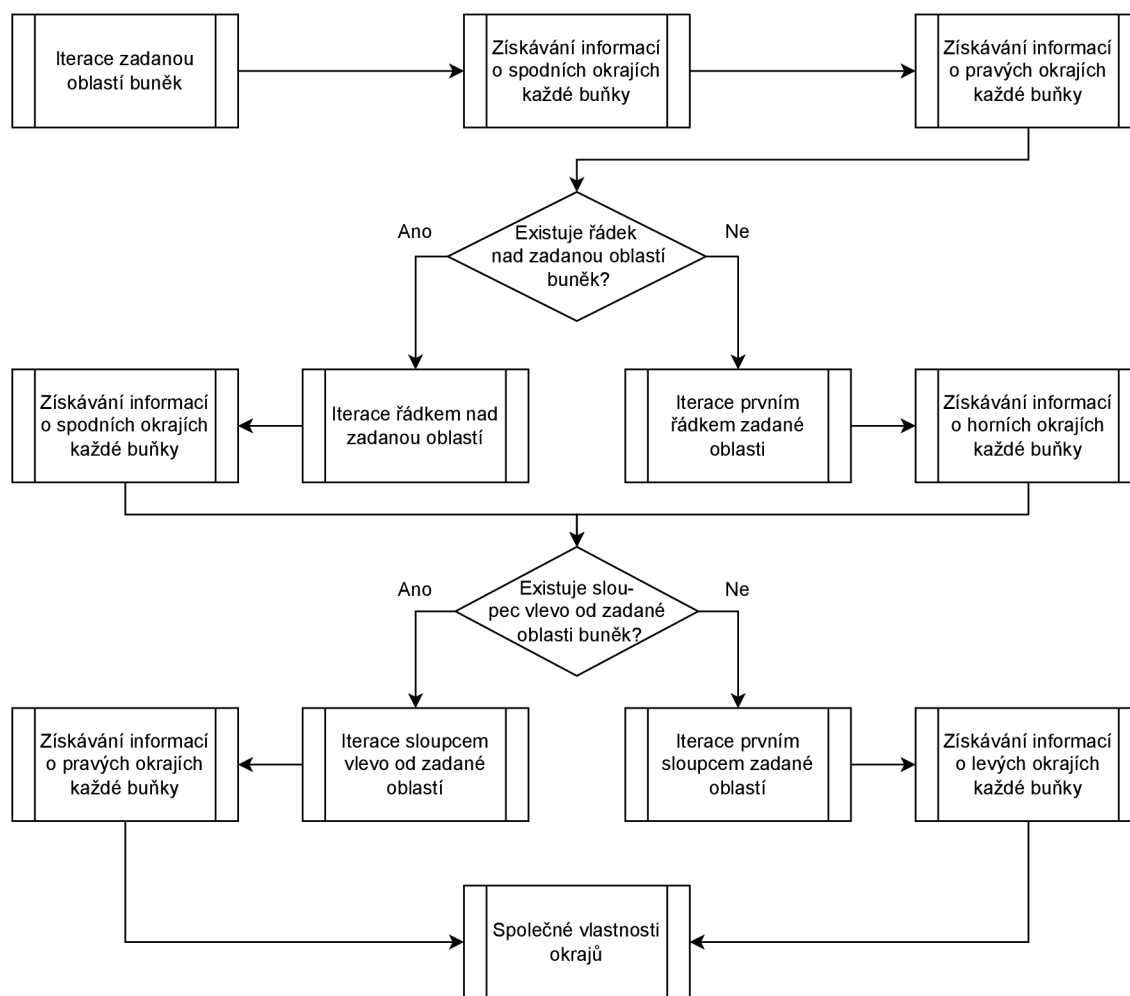 Iterace zadanou
oblastí buněk
Získávání informací
o spodních okrajích
každé buňky
Získávání informací
o pravých okrajích
každé buňky
Ano
Existuje řádek
nad zadanou oblastí
buněk?
Ne
Získávání informací
o spodních okrajích
každé buňky
Iterace řádkem nad
zadanou oblastí
Iterace prvním
řádkem zadané
oblasti
Získávání informací
o horních okrajích
každé buňky
Ano
Existuje slou-
pec vlevo od zadané
oblasti buněk?
Ne
Získávání informací
o pravých okrajích
každé buňky
Iterace sloupcem
vlevo od zadané
oblastí
Iterace prvním
sloupcem zadané
oblastí
Získávání informací
o levých okrajích
každé buňky
Společné vlastnosti
okrajů